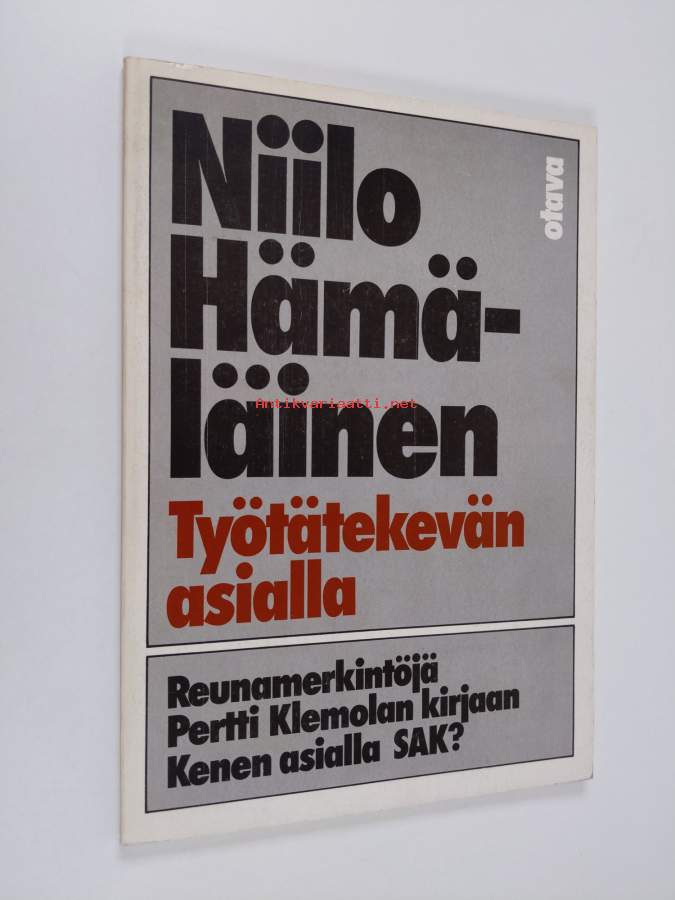 Niilo
Hämä-
läinen
Työtätekevän
asialla
otava
Reunamerkintöjä
Pertti Klemolan kirjaan
Kenen asialla SAK?
Antikvariaatti.net